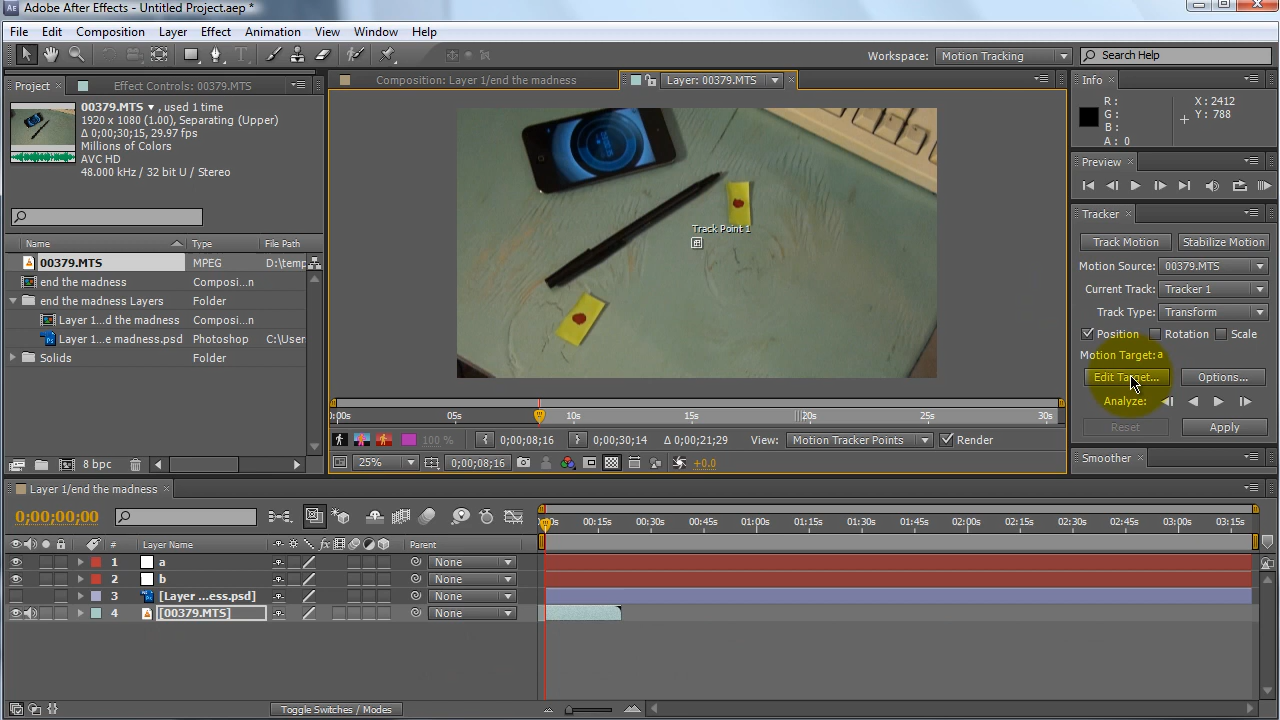 Adobe After Effects - Untitled Project.aep *
File Edit Composition Layer Effect Animation View Window Help
Workspace: Motion Tracking Search Help
Project Effect Controls: 00379.MTS
Composition: Layer 1/end the madness
Layer: 00379.MTS
Info
00379.MTS , used 1 time
1920 x 1080 (1.00), Separating (Upper)
Δ 0;00;30;15, 29.97 fps
Millions of Colors
AVC HD
48.000 kHz / 32 bit U / Stereo
R :
G :
B :
A : 0
X : 2412
Y : 788
Preview
Tracker
Track Motion Stabilize Motion
Motion Source: 00379.MTS
Current Track: Tracker 1
Track Type: Transform
Position Rotation Scale
Motion Target: a
Edit Target... Options...
Analyze:
Reset Apply
Smoother
Name Type File Path
00379.MTS MPEG D:\temp
end the madness Composi...n
end the madness Layers Folder
Layer 1...d the madness Composi...n
Layer 1...e madness.psd Photoshop C:\User
Solids Folder
8 bpc
Track Point 1
0:00s 05s 10s 15s 20s 25s 30s
100 % 0;00;08;16 0;00;30;14 Δ 0;00;21;29 View: Motion Tracker Points Render
25% 0;00;08;16 +0.0
Layer 1/end the madness
0;00;00;00
00s 00:15s 00:30s 00:45s 01:00s 01:15s 01:30s 01:45s 02:00s 02:15s 02:30s 02:45s 03:00s 03:15s
# Layer Name Parent
1 a None
2 b None
3 [Layer ...ess.psd] None
4 [00379.MTS] None
Toggle Switches / Modes